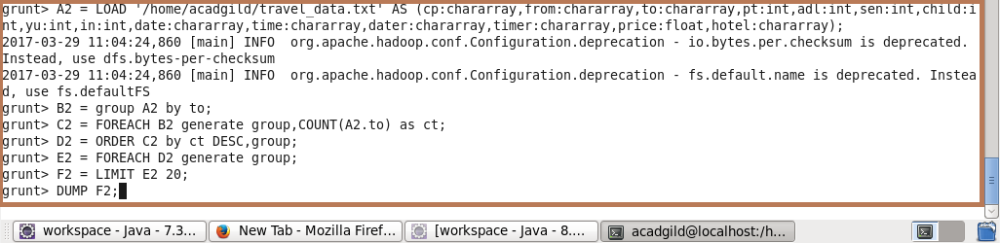 grunt> A2 = LOAD '/home/acadgild/travel_data.txt' AS (cp:chararray,from:chararray,to:chararray,pt:int,adl:int,sen:int,child:i
nt,yu:int,in:int,date:chararray,time:chararray,dater:chararray,timer:chararray,price:float,hotel:chararray);
2017-03-29 11:04:24,860 [main] INFO  org.apache.hadoop.conf.Configuration.deprecation - io.bytes.per.checksum is deprecated.
Instead, use dfs.bytes-per-checksum
2017-03-29 11:04:24,860 [main] INFO  org.apache.hadoop.conf.Configuration.deprecation - fs.default.name is deprecated. Instea
d, use fs.defaultFS
grunt> B2 = group A2 by to;
grunt> C2 = FOREACH B2 generate group,COUNT(A2.to) as ct;
grunt> D2 = ORDER C2 by ct DESC,group;
grunt> E2 = FOREACH D2 generate group;
grunt> F2 = LIMIT E2 20;
grunt> DUMP F2;
workspace - Java - 7.3... New Tab - Mozilla Firef... [workspace - Java - 8.... acadgild@localhost:/h...